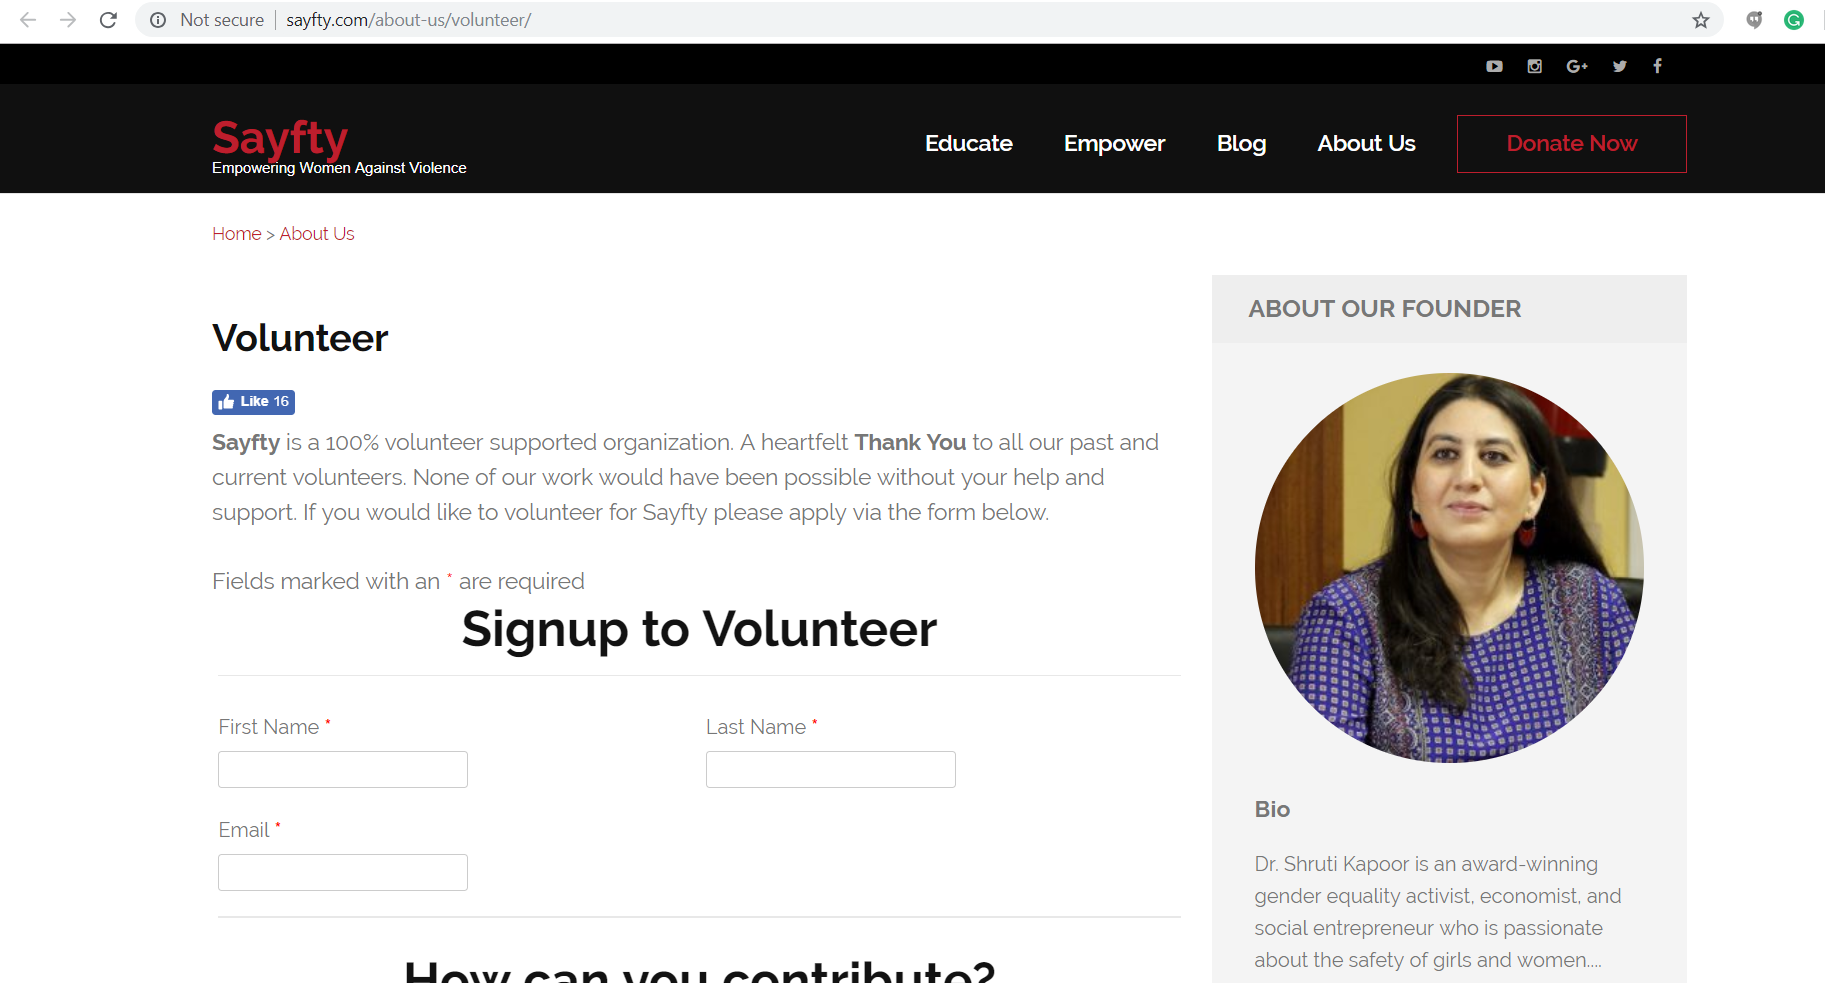 Not secure | sayfty.com/about-us/volunteer/
Sayfty
Empowering Women Against Violence
Educate
Empower
Blog
About Us
Donate Now
Home > About Us
Volunteer
Like 16
Sayfty is a 100% volunteer supported organization. A heartfelt Thank You to all our past and
current volunteers. None of our work would have been possible without your help and
support. If you would like to volunteer for Sayfty please apply via the form below.
Fields marked with an * are required
Signup to Volunteer
First Name *
Last Name *
Email *
How can you contribute?
ABOUT OUR FOUNDER
Bio
Dr. Shruti Kapoor is an award-winning
gender equality activist, economist, and
social entrepreneur who is passionate
about the safety of girls and women....